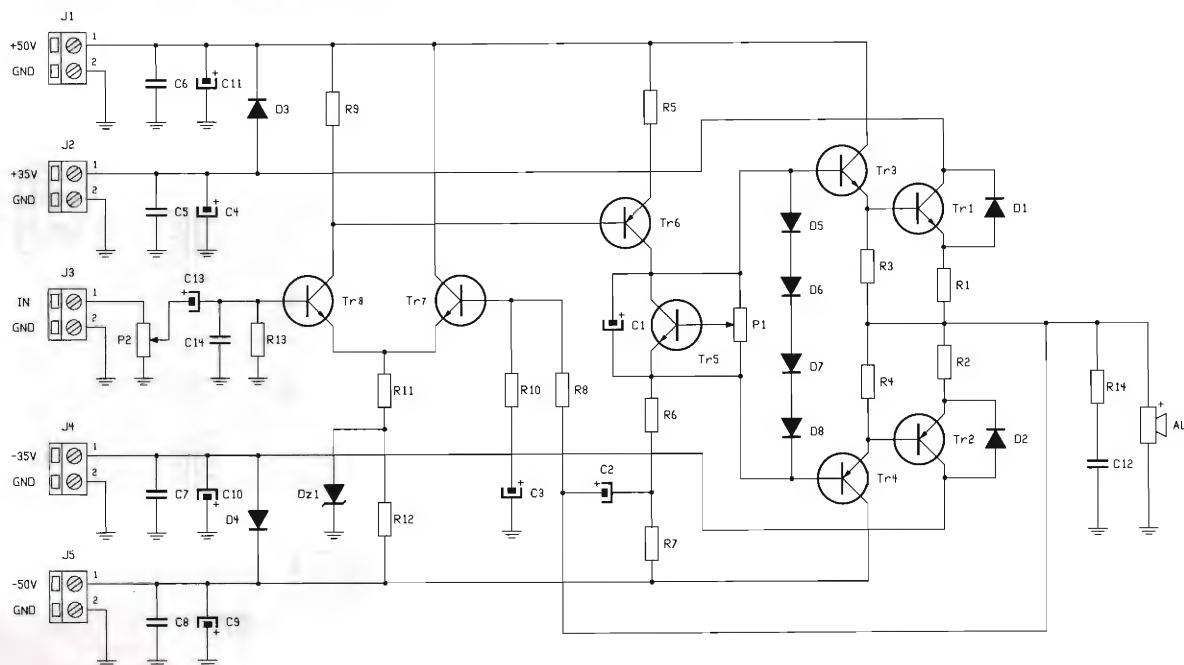 J1
+50V
1
GND
2
C6
C11
+
D3
R9
R5
J2
+35V
1
GND
2
C5
C4
+
Tr3
Tr6
D5
Tr1
D1
J3
IN
1
GND
2
C13
+
P2
C14
R13
Tr8
Tr7
R3
R1
D6
C1
+
Tr5
P1
R11
R10
R8
R6
D7
R4
R2
R14
+
AL
J4
-35V
1
GND
2
C7
C10
+
D4
Dz1
R12
D8
Tr2
D2
C3
+
C2
+
Tr4
C12
R7
J5
-50V
1
GND
2
C8
C9
+